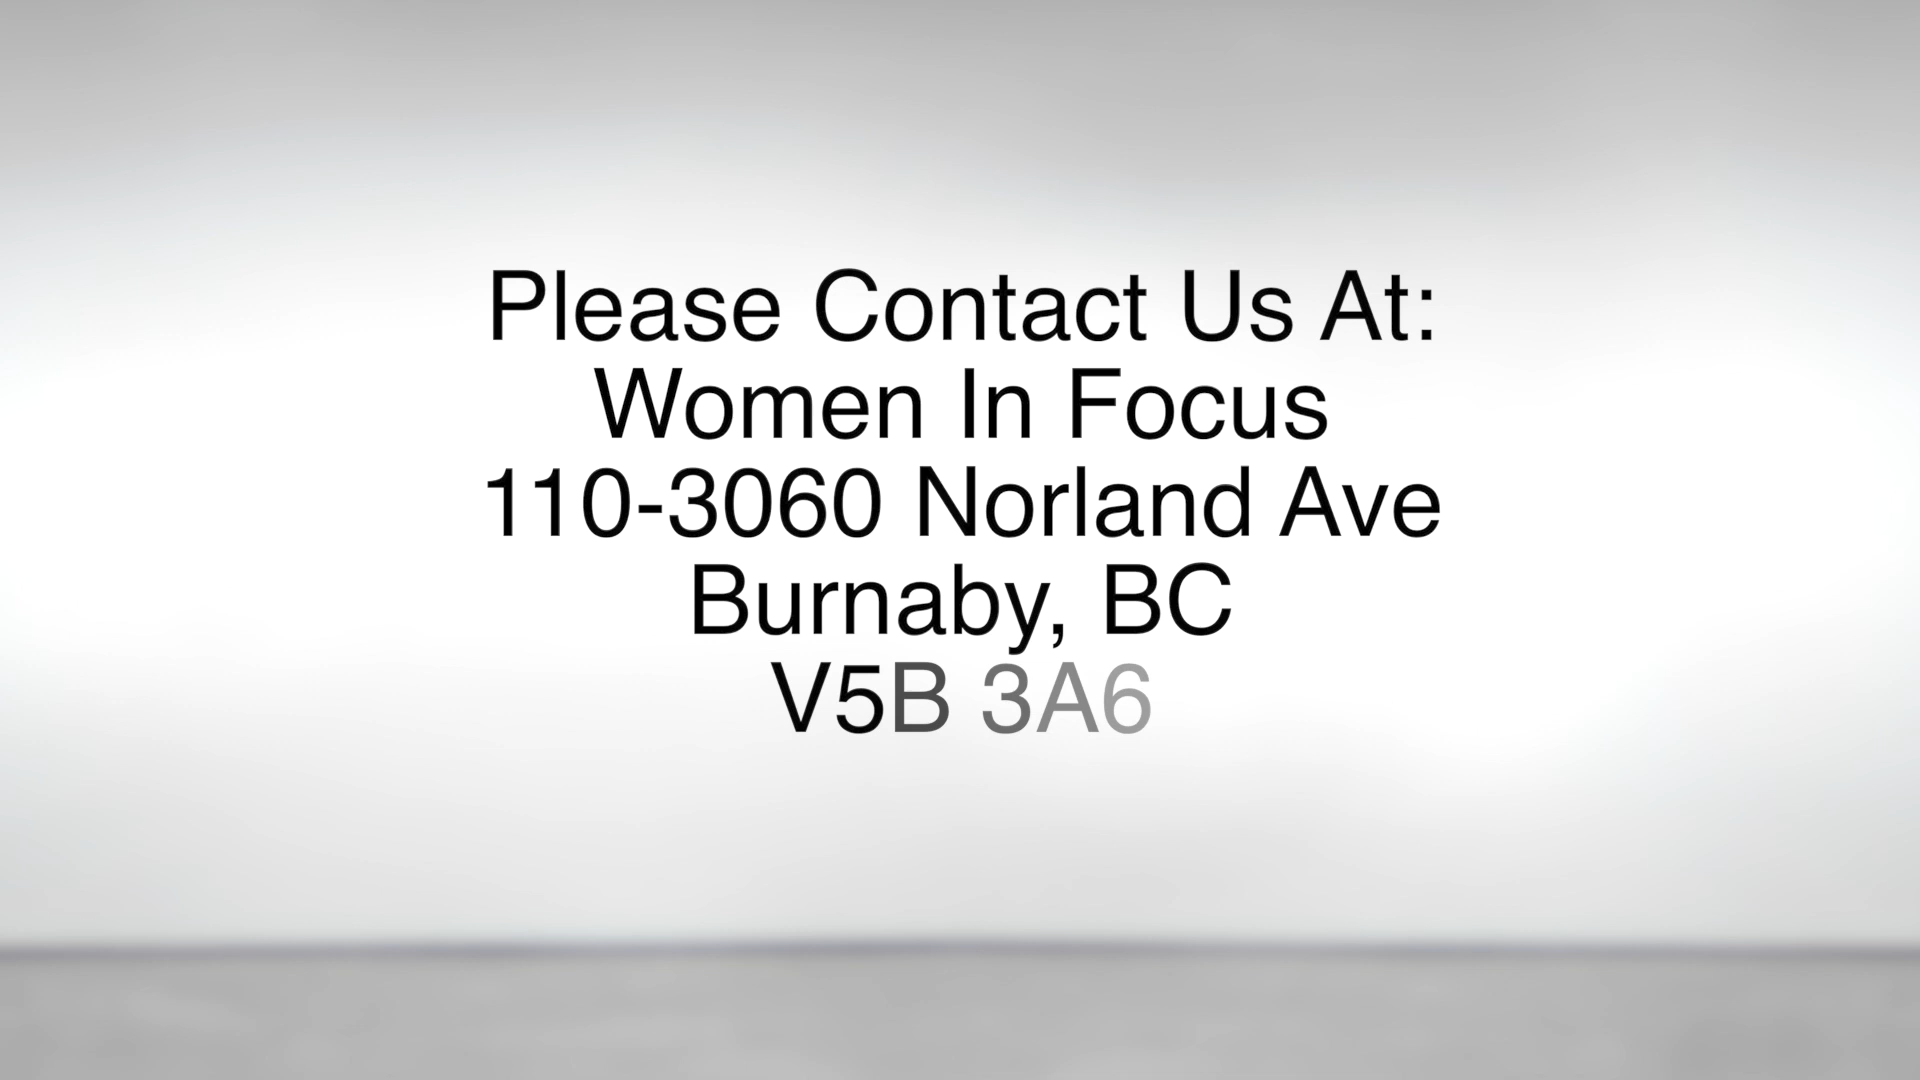 Please Contact Us At:
Women In Focus
110-3060 Norland Ave
Burnaby, BC
V5B 3A6